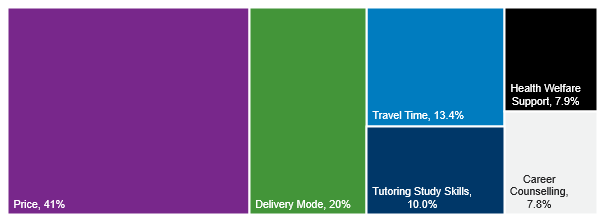 Price, 41%
Delivery Mode, 20%
Travel Time, 13.4%
Tutoring Study Skills,
10.0%
Health Welfare
Support, 7.9%
Career
Counselling,
7.8%